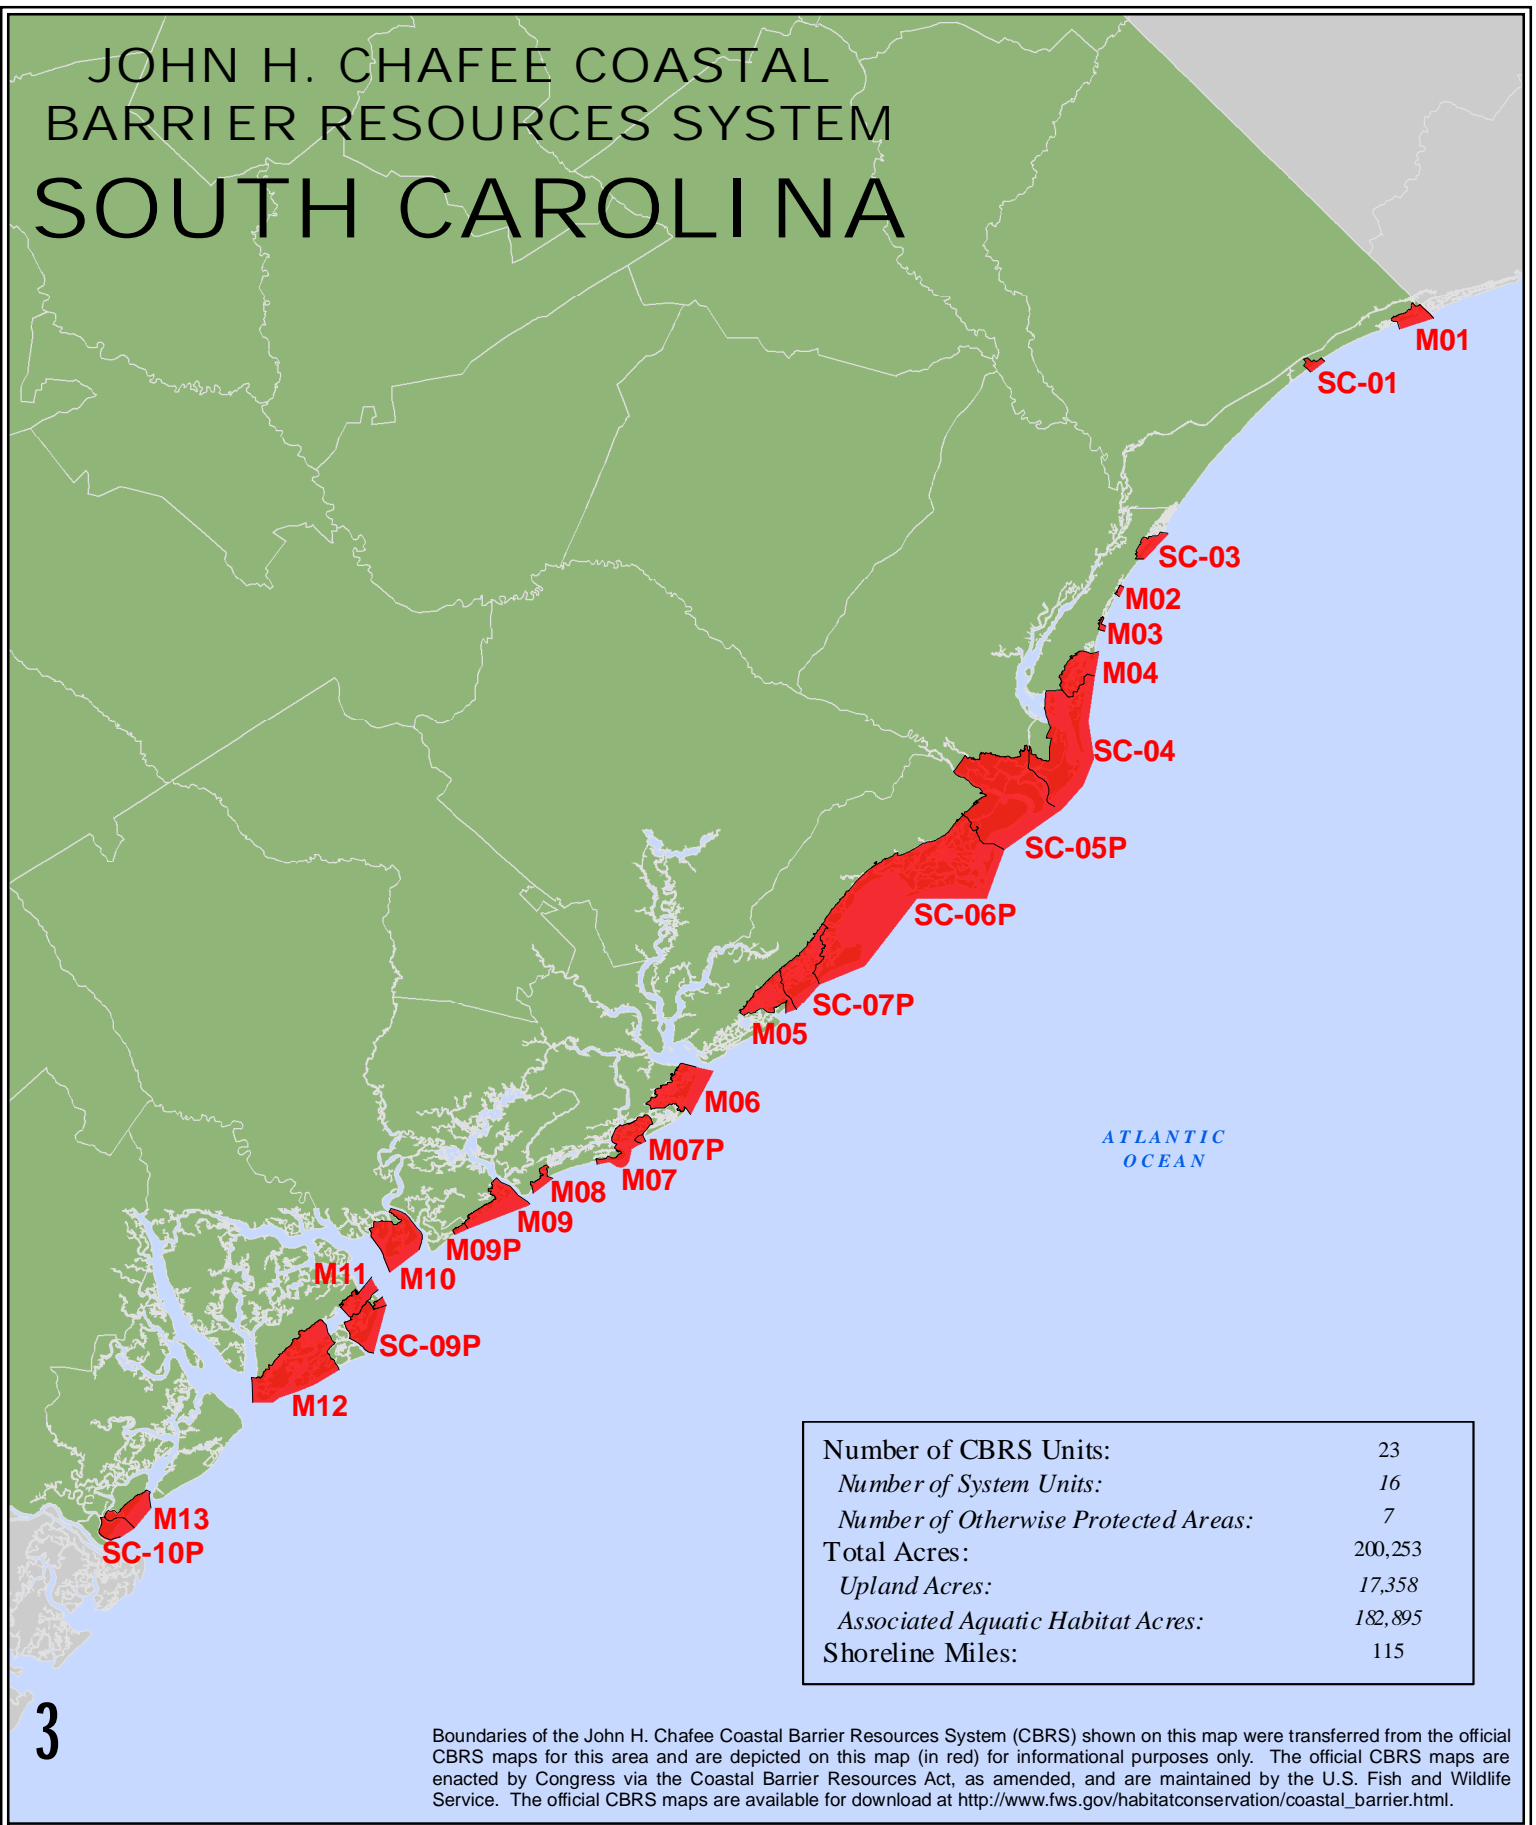 JOHN H. CHAFEE COASTAL
BARRIER RESOURCES SYSTEM
SOUTH CAROLINA
M01
SC-01
SC-03
M02
M03
M04
SC-04
SC-05P
SC-06P
SC-07P
M05
M06
M07P
M07
M08
M09
M09P
M10
M11
SC-09P
M12
M13
SC-10P
ATLANTIC
OCEAN
Number of CBRS Units: 23
Number of System Units: 16
Number of Otherwise Protected Areas: 7
Total Acres: 200,253
Upland Acres: 17,358
Associated Aquatic Habitat Acres: 182,895
Shoreline Miles: 115
3
Boundaries of the John H. Chafee Coastal Barrier Resources System (CBRS) shown on this map were transferred from the official
CBRS maps for this area and are depicted on this map (in red) for informational purposes only. The official CBRS maps are
enacted by Congress via the Coastal Barrier Resources Act, as amended, and are maintained by the U.S. Fish and Wildlife
Service. The official CBRS maps are available for download at http://www.fws.gov/habitatconservation/coastal_barrier.html.